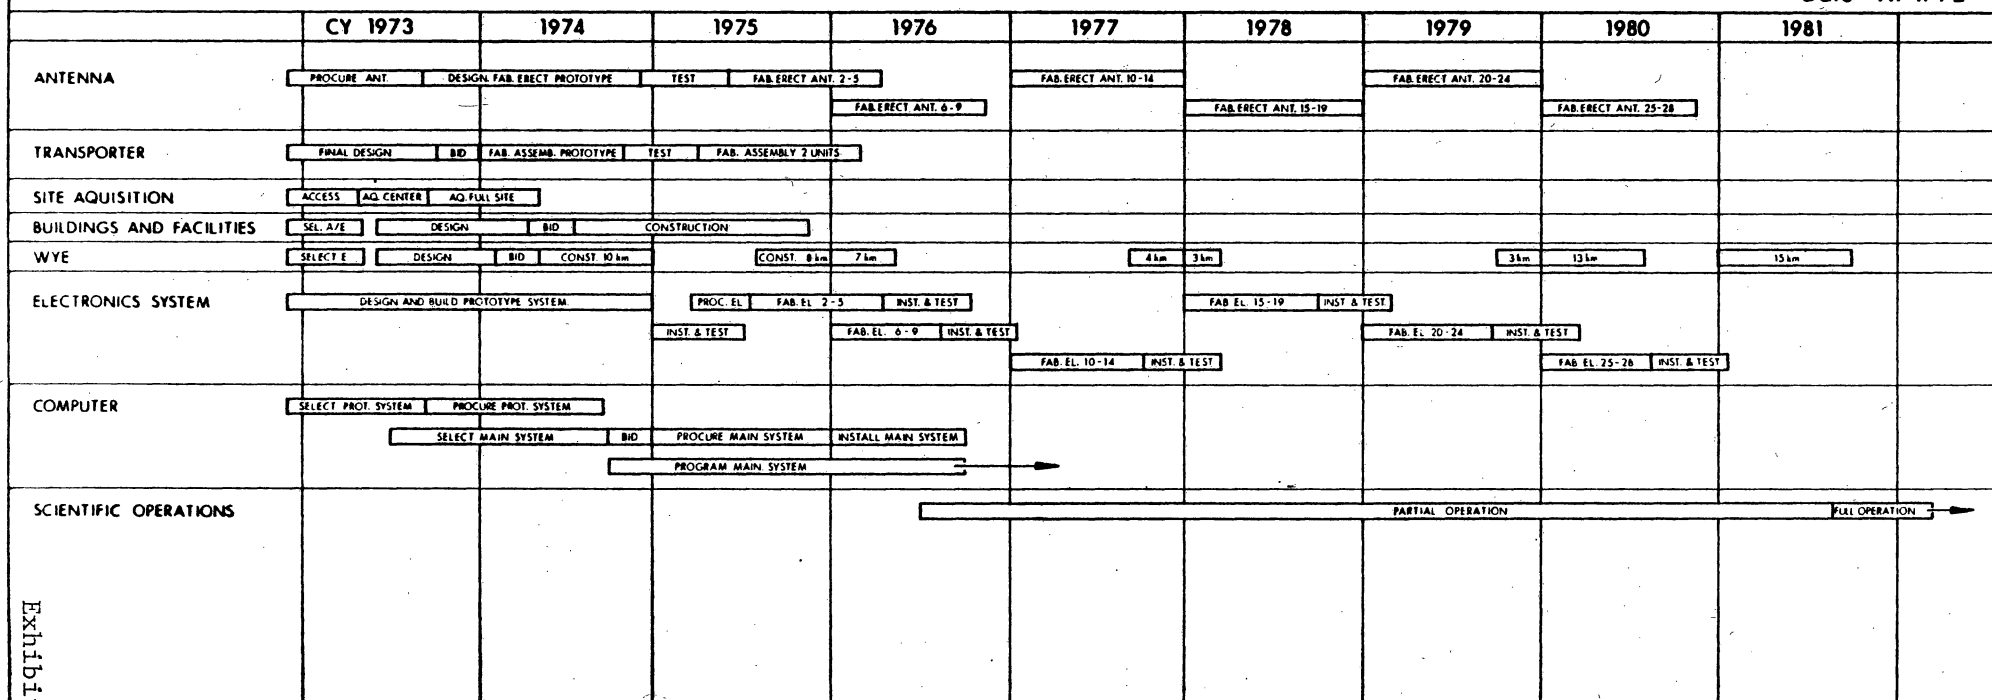 CY 1973 1974 1975 1976 1977 1978 1979 1980 1981
ANTENNA PROCURE ANT. DESIGN. FAB. ERECT PROTOTYPE TEST FAB. ERECT ANT. 2-5 FAB. ERECT ANT. 10-14 FAB. ERECT ANT. 20-24
FAB. ERECT ANT. 6-9 FAB. ERECT ANT. 15-19 FAB. ERECT ANT. 25-28
TRANSPORTER FINAL DESIGN BID FAB. ASSEMB. PROTOTYPE TEST FAB. ASSEMBLY 2 UNITS
SITE AQUISITION ACCESS AQ. CENTER AQ. FULL SITE
BUILDINGS AND FACILITIES SEL. A/E DESIGN BID CONSTRUCTION
WYE SELECT E DESIGN BID CONST. 10 km CONST. 8 km 7 km 4 km 3 km 3 km 13 km 15 km
ELECTRONICS SYSTEM DESIGN AND BUILD PROTOTYPE SYSTEM. PROC. EL FAB. EL 2-5 INST. & TEST FAB EL. 15-19 INST & TEST
INST. & TEST FAB. EL. 6-9 INST. & TEST FAB. EL 20-24 INST. & TEST
FAB. EL. 10-14 INST. & TEST FAB EL. 25-28 INST. & TEST
COMPUTER SELECT PROT. SYSTEM PROCURE PROT. SYSTEM
SELECT MAIN SYSTEM BID PROCURE MAIN SYSTEM INSTALL MAIN SYSTEM
PROGRAM MAIN SYSTEM
SCIENTIFIC OPERATIONS PARTIAL OPERATION FULL OPERATION